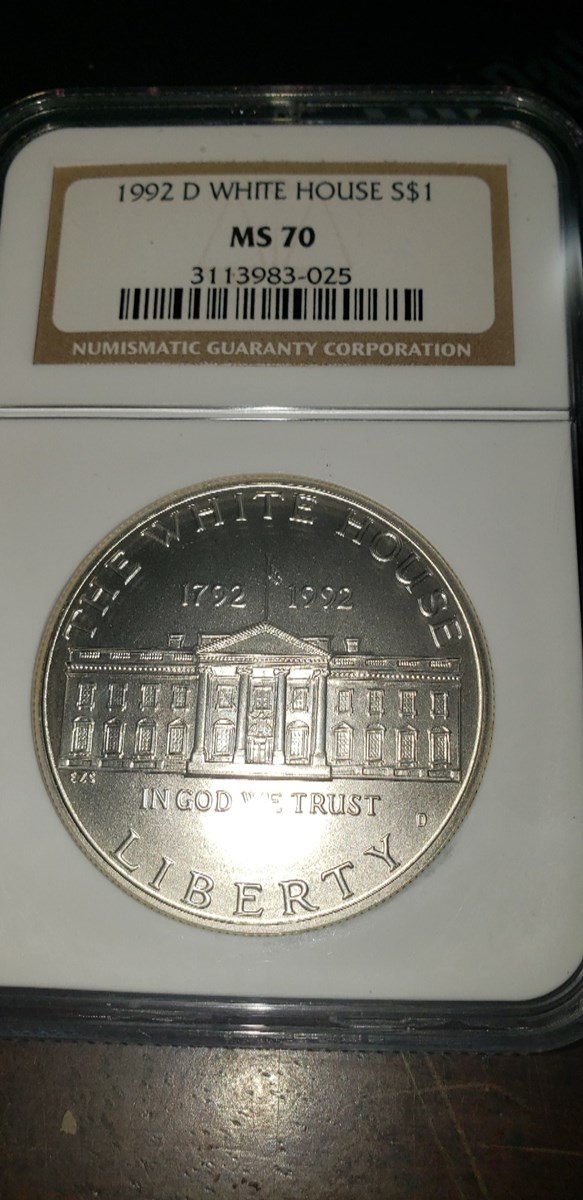 1992 D WHITE HOUSE S$1
MS 70
3113983-025
NUMISMATIC GUARANTY CORPORATION
THE WHITE HOUSE
1792 1992
IN GOD WE TRUST
D
LIBERTY